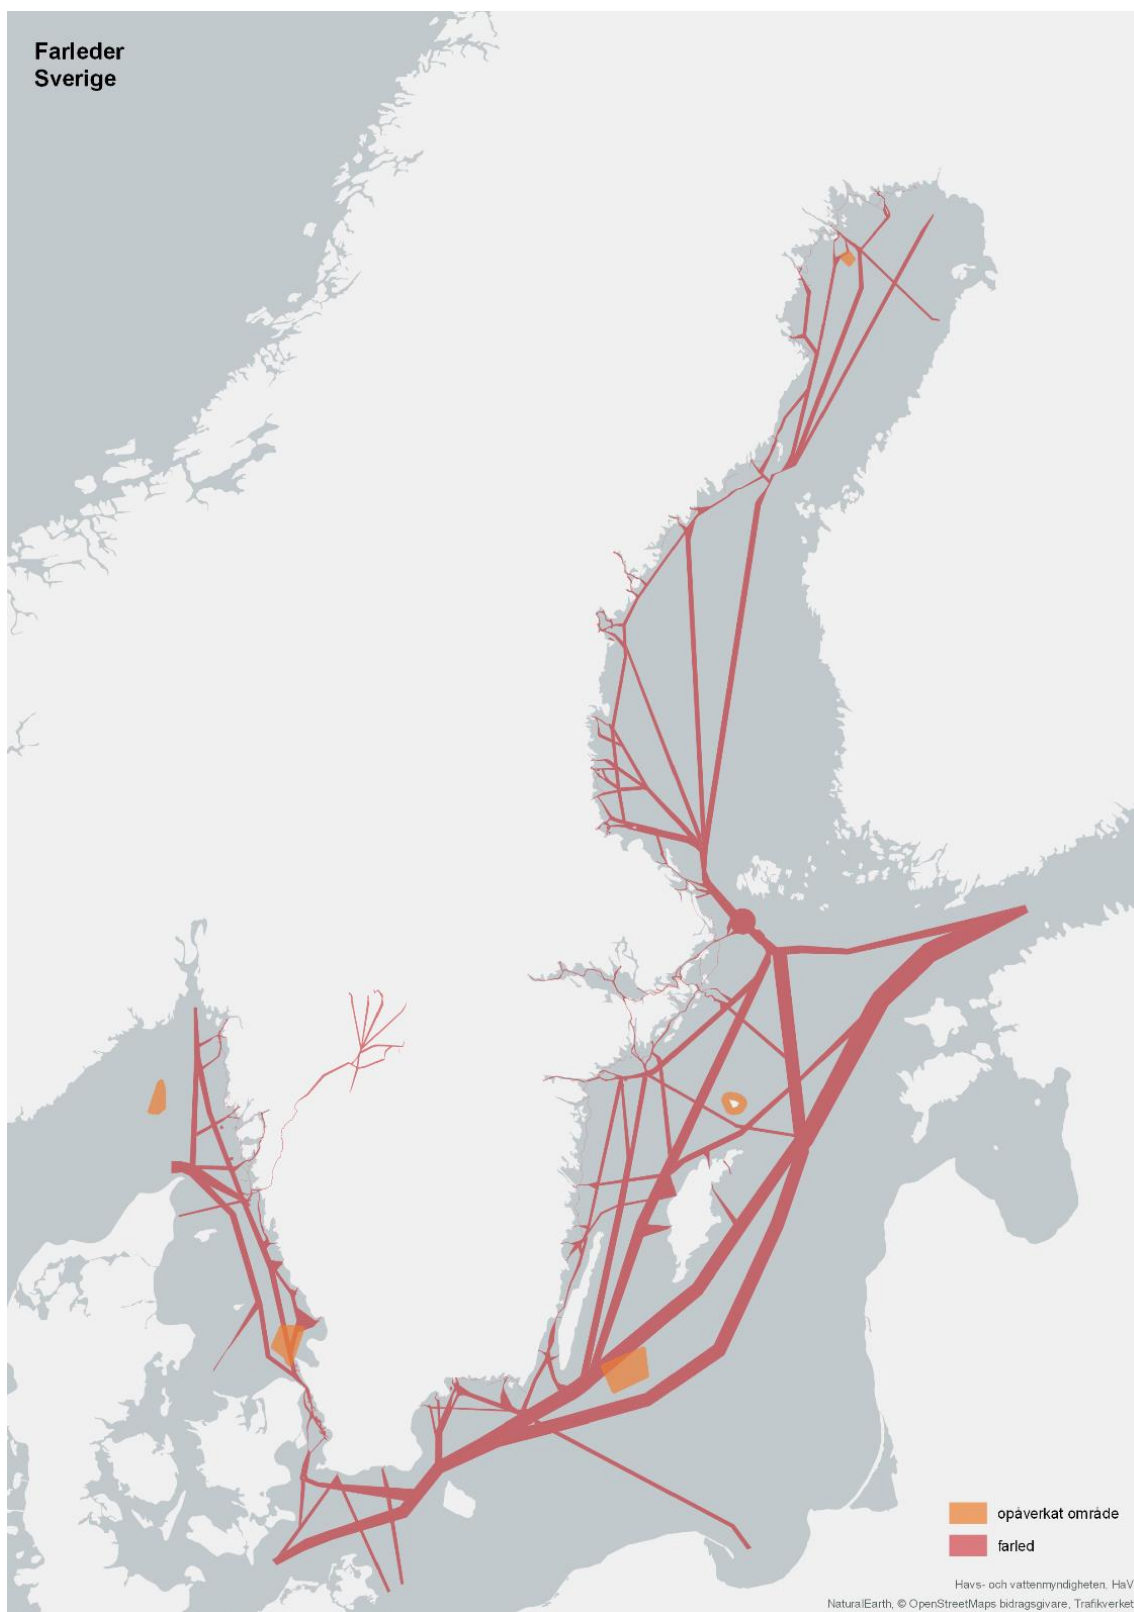 Farleder
Sverige
opåverkat område
farled
Havs- och vattenmyndigheten, HaV
NaturalEarth, © OpenStreetMaps bidragsgivare, Trafikverket